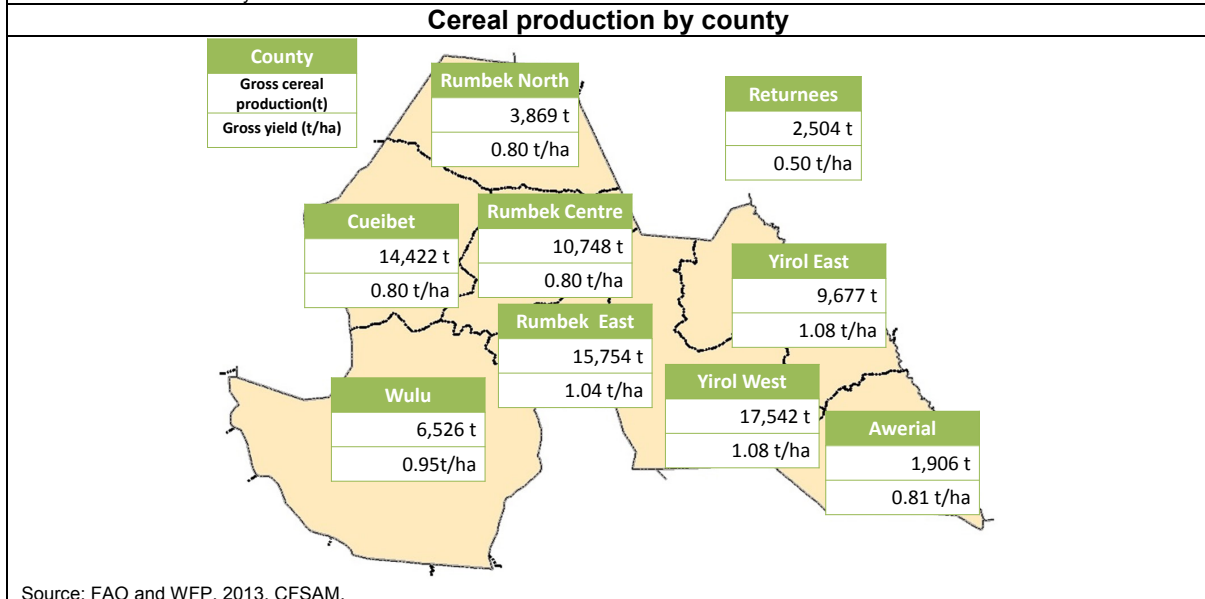 Cereal production by county
County
Gross cereal
production(t)
Gross yield (t/ha)
Rumbek North
3,869 t
0.80 t/ha
Returnees
2,504 t
0.50 t/ha
Cueibet
14,422 t
0.80 t/ha
Rumbek Centre
10,748 t
0.80 t/ha
Yirol East
9,677 t
1.08 t/ha
Rumbek East
15,754 t
1.04 t/ha
Wulu
6,526 t
0.95t/ha
Yirol West
17,542 t
1.08 t/ha
Awerial
1,906 t
0.81 t/ha
Source: FAO and WFP, 2013, CFSAM.